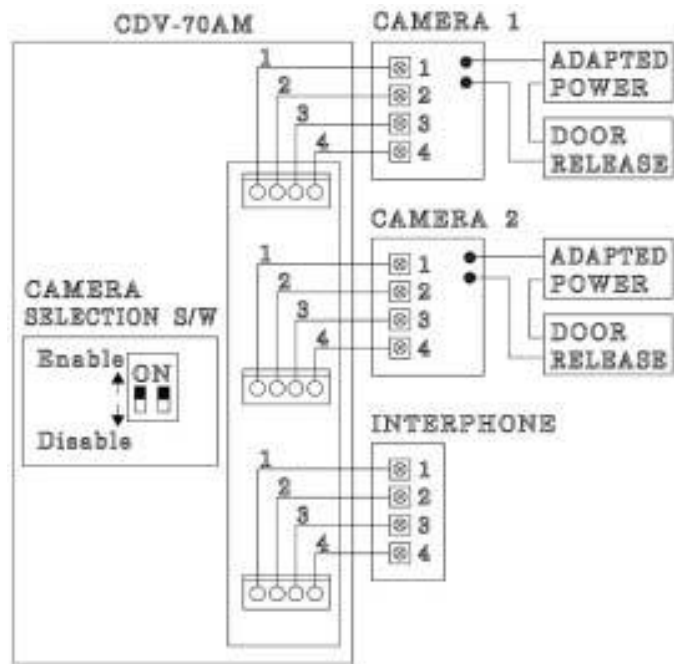 CDV-70AM
CAMERA 1
1
2
3
4
1
2
3
4
ADAPTED
POWER
DOOR
RELEASE
CAMERA 2
1
2
3
4
1
2
3
4
ADAPTED
POWER
DOOR
RELEASE
CAMERA
SELECTION S/W
Enable
ON
Disable
INTERPHONE
1
2
3
4
1
2
3
4